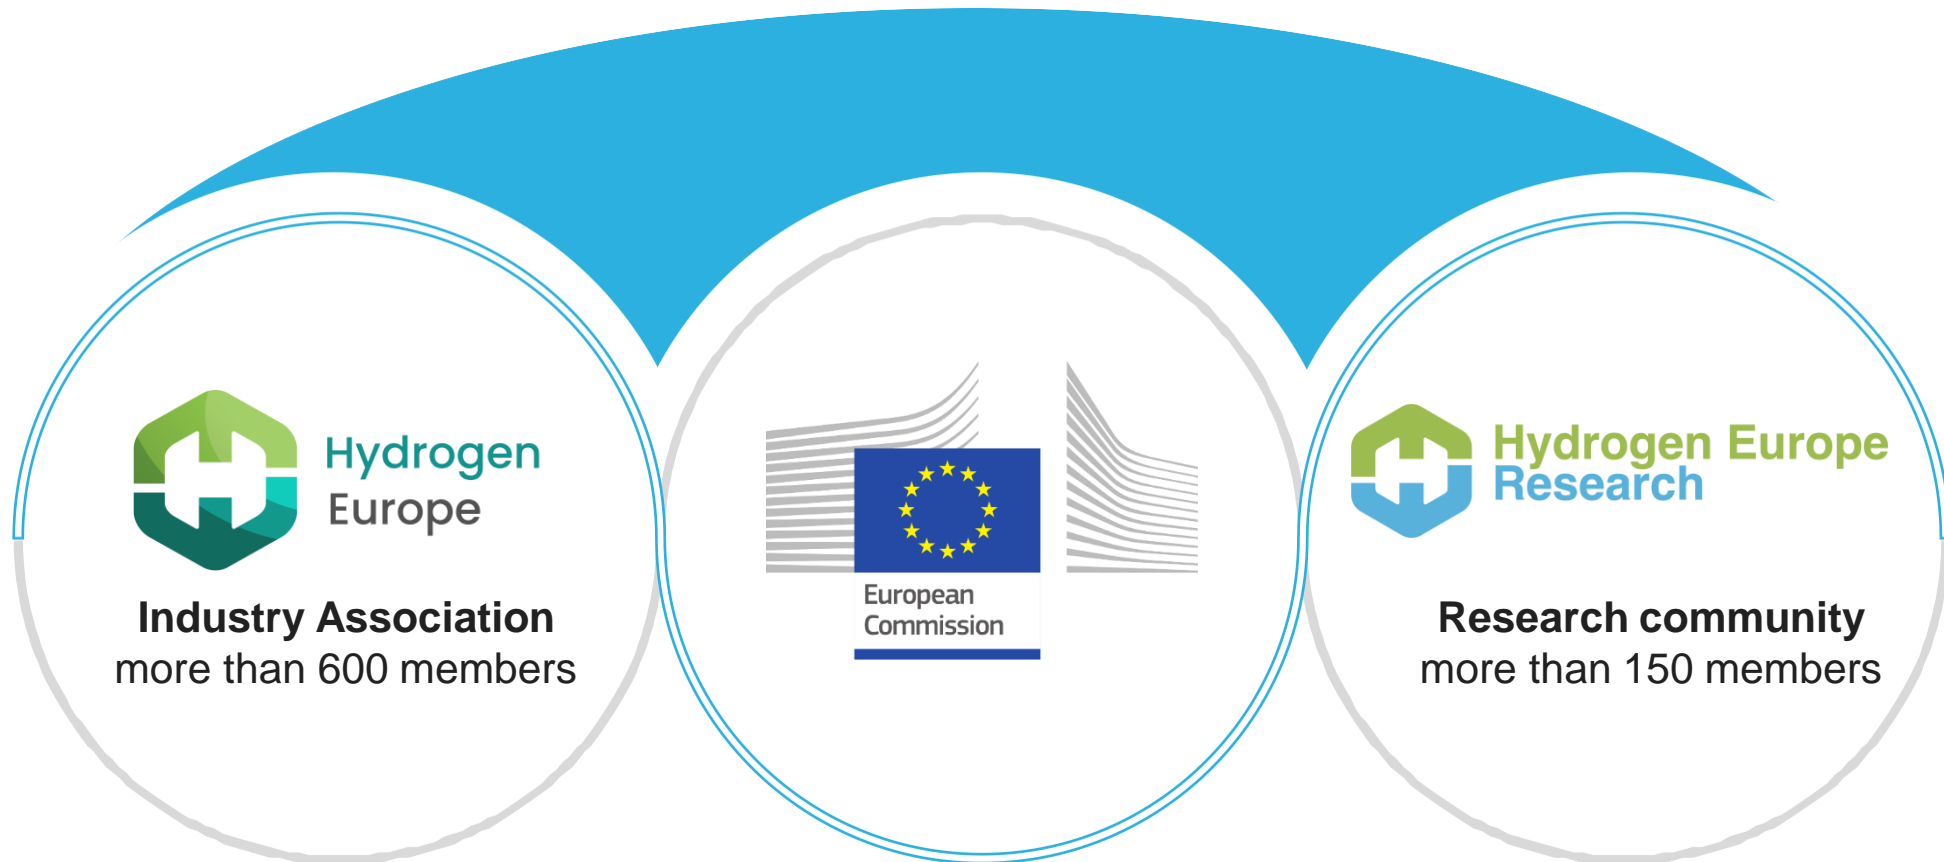 Hydrogen
Europe
Industry Association
more than 600 members
European
Commission
Hydrogen Europe
Research
Research community
more than 150 members